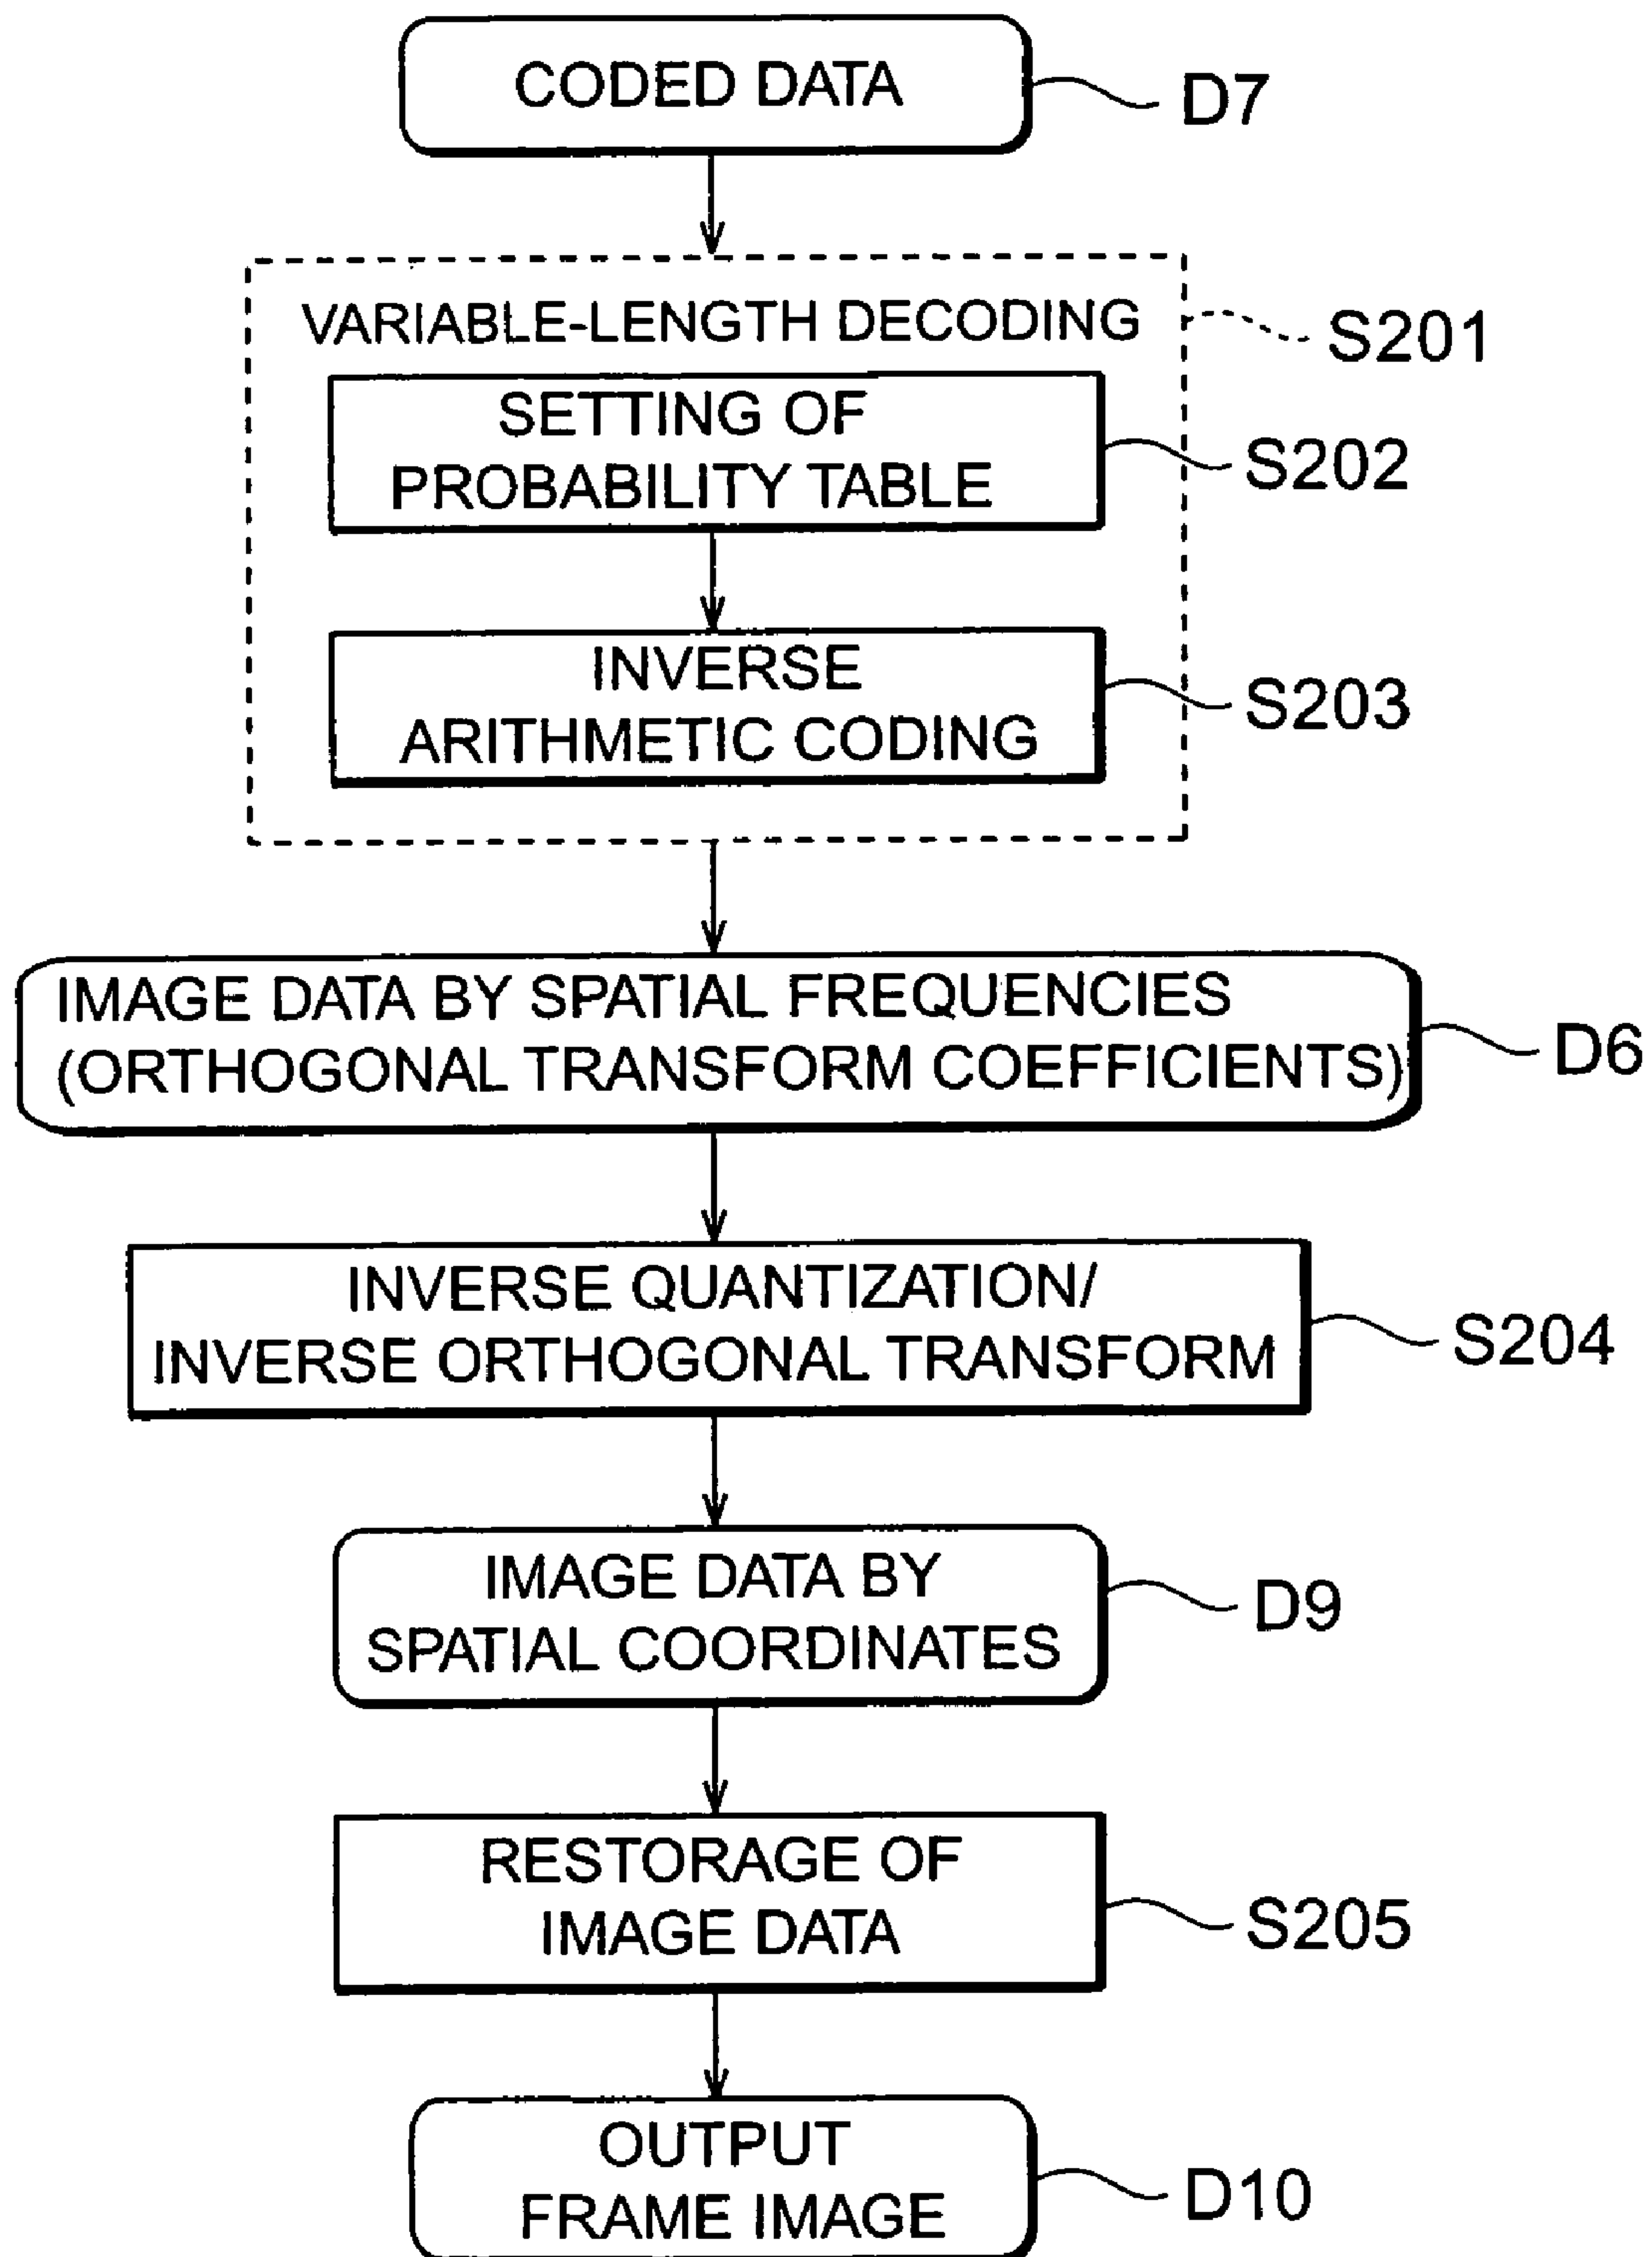 CODED DATA
D7
VARIABLE-LENGTH DECODING
S201
SETTING OF
PROBABILITY TABLE
S202
INVERSE
ARITHMETIC CODING
S203
IMAGE DATA BY SPATIAL FREQUENCIES
(ORTHOGONAL TRANSFORM COEFFICIENTS)
D6
INVERSE QUANTIZATION/
INVERSE ORTHOGONAL TRANSFORM
S204
IMAGE DATA BY
SPATIAL COORDINATES
D9
RESTORAGE OF
IMAGE DATA
S205
OUTPUT
FRAME IMAGE
D10